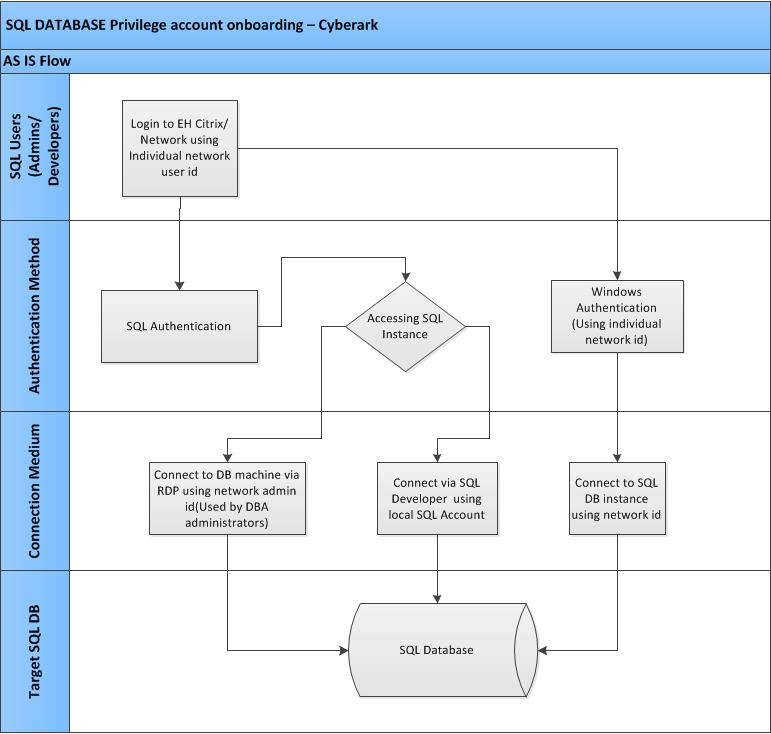 SQL DATABASE Privilege account onboarding – Cyberark
AS IS Flow
SQL Users
(Admins/
Developers)
Login to EH Citrix/
Network using
Individual network
user id
Authentication Method
SQL Authentication
Accessing SQL
Instance
Windows
Authentication
(Using individual
network id)
Connection Medium
Connect to DB machine via
RDP using network admin
id(Used by DBA
administrators)
Connect via SQL
Developer using
local SQL Account
Connect to SQL
DB instance
using network id
Target SQL DB
SQL Database